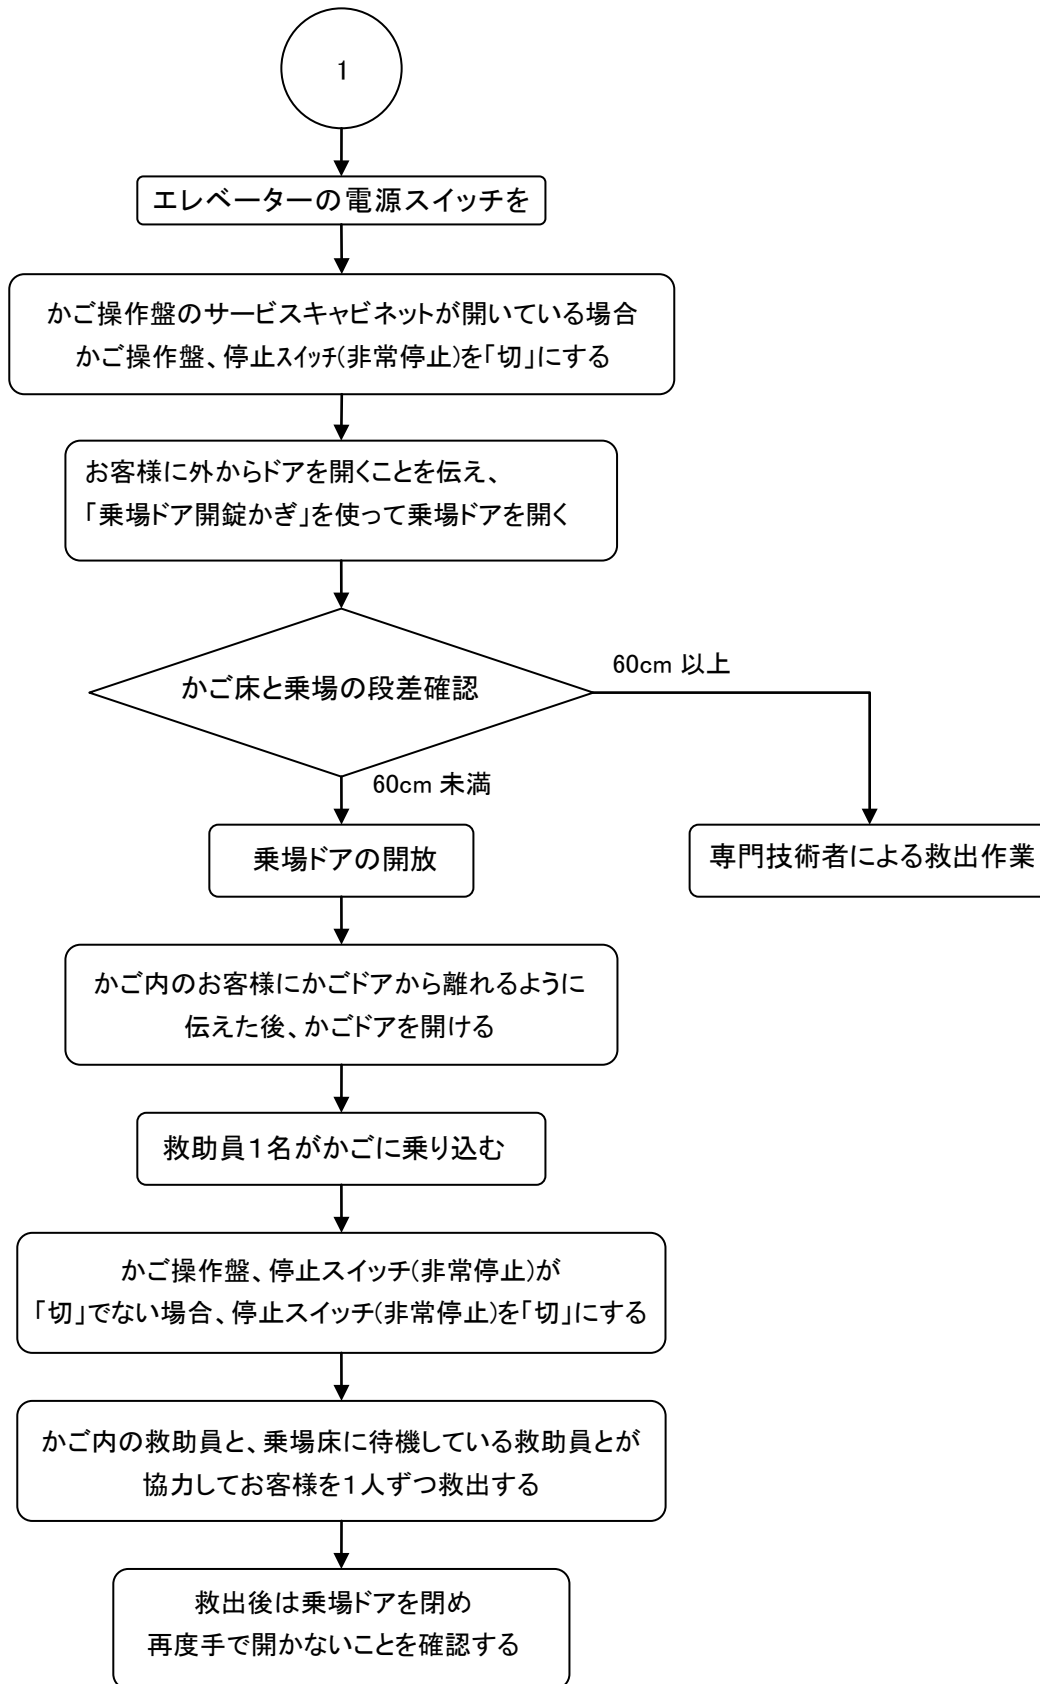 1
エレベーターの電源スイッチを
かご操作盤のサービスキャビネットが開いている場合
かご操作盤、停止スイッチ(非常停止)を「切」にする
お客様に外からドアを開くことを伝え、
「乗場ドア開錠かぎ」を使って乗場ドアを開く
かご床と乗場の段差確認
60cm 以上
60cm 未満
乗場ドアの開放
専門技術者による救出作業
かご内のお客様にかごドアから離れるように
伝えた後、かごドアを開ける
救助員1名がかごに乗り込む
かご操作盤、停止スイッチ(非常停止)が
「切」でない場合、停止スイッチ(非常停止)を「切」にする
かご内の救助員と、乗場床に待機している救助員とが
協力してお客様を1人ずつ救出する
救出後は乗場ドアを閉め
再度手で開かないことを確認する